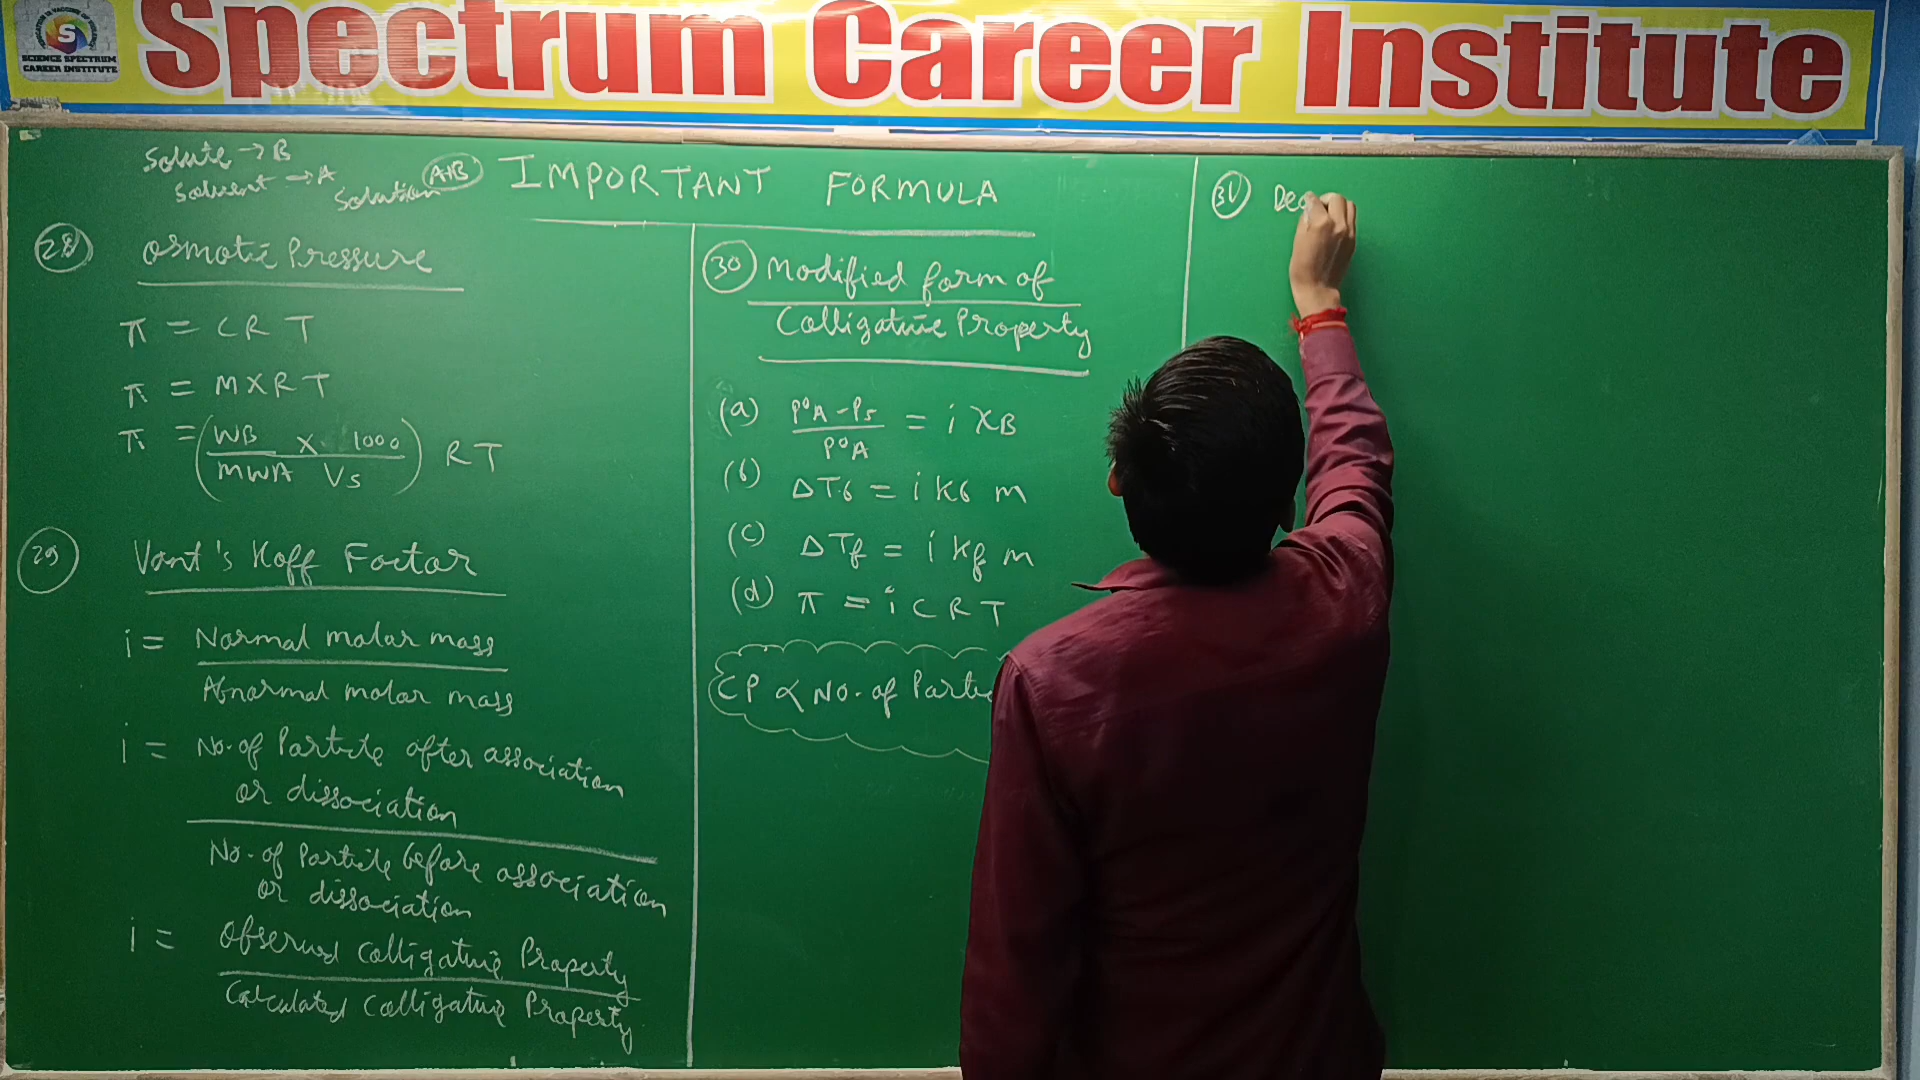 Spectrum Career Institute
S
SCIENCE SPECTRUM
CAREER INSTITUTE
Solute → B
Solvent → A
Solution A+B
IMPORTANT FORMULA
28 Osmotic Pressure
π = CRT
π = M×RT
π = (WB × 1000 / MWA Vs) RT
29 Vant's Hoff Factor
i = Normal molar mass
Abnormal molar mass
i = No. of Particle after association
or dissociation
No. of Particle before association
or dissociation
i = Observed Colligative Property
Calculated Colligative Property
30 Modified form of
Colligative Property
(a) P°A - Ps / P°A = i XB
(b) ΔTb = i Kb m
(c) ΔTf = i Kf m
(d) π = i C R T
CP ∝ No. of Partic
31 Deg